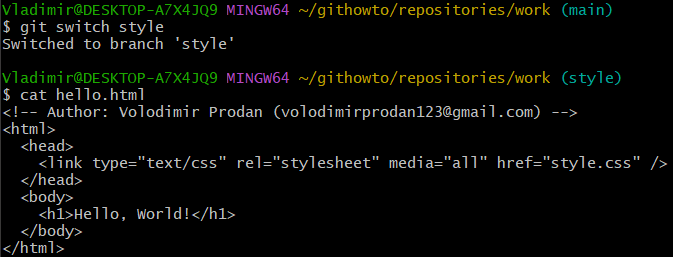 Vladimir@DESKTOP-A7X4JQ9 MINGW64 ~/githowto/repositories/work (main)
$ git switch style
Switched to branch 'style'

Vladimir@DESKTOP-A7X4JQ9 MINGW64 ~/githowto/repositories/work (style)
$ cat hello.html
<!-- Author: Volodimir Prodan (volodimirprodan123@gmail.com) -->
<html>
  <head>
    <link type="text/css" rel="stylesheet" media="all" href="style.css" />
  </head>
  <body>
    <h1>Hello, World!</h1>
  </body>
</html>